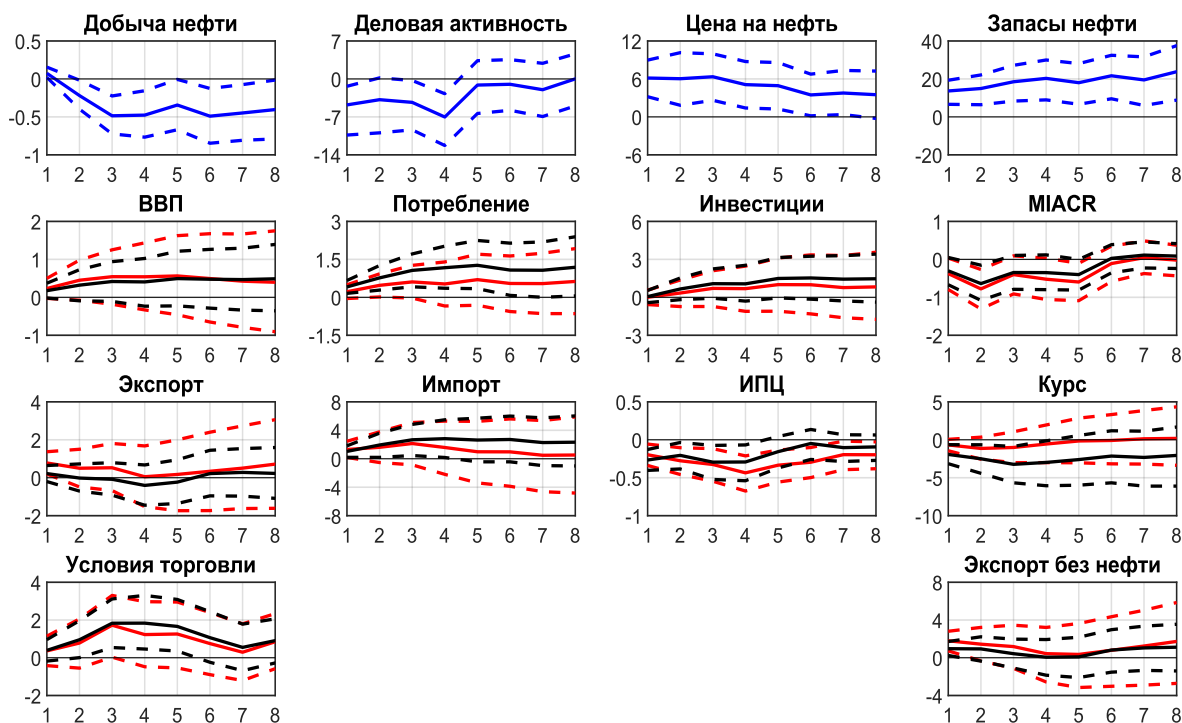 Добыча нефти
Деловая активность
Цена на нефть
Запасы нефти
0.5
0
-0.5
-1
1 2 3 4 5 6 7 8
7
0
-7
-14
1 2 3 4 5 6 7 8
12
6
0
-6
1 2 3 4 5 6 7 8
40
20
0
-20
1 2 3 4 5 6 7 8
ВВП
Потребление
Инвестиции
MIACR
2
1
0
-1
1 2 3 4 5 6 7 8
3
1.5
0
-1.5
1 2 3 4 5 6 7 8
6
3
0
-3
1 2 3 4 5 6 7 8
1
0
-1
-2
1 2 3 4 5 6 7 8
Экспорт
Импорт
ИПЦ
Курс
4
2
0
-2
1 2 3 4 5 6 7 8
8
4
0
-4
-8
1 2 3 4 5 6 7 8
0.5
0
-0.5
-1
1 2 3 4 5 6 7 8
5
0
-5
-10
1 2 3 4 5 6 7 8
Условия торговли
Экспорт без нефти
4
2
0
-2
1 2 3 4 5 6 7 8
8
4
0
-4
1 2 3 4 5 6 7 8